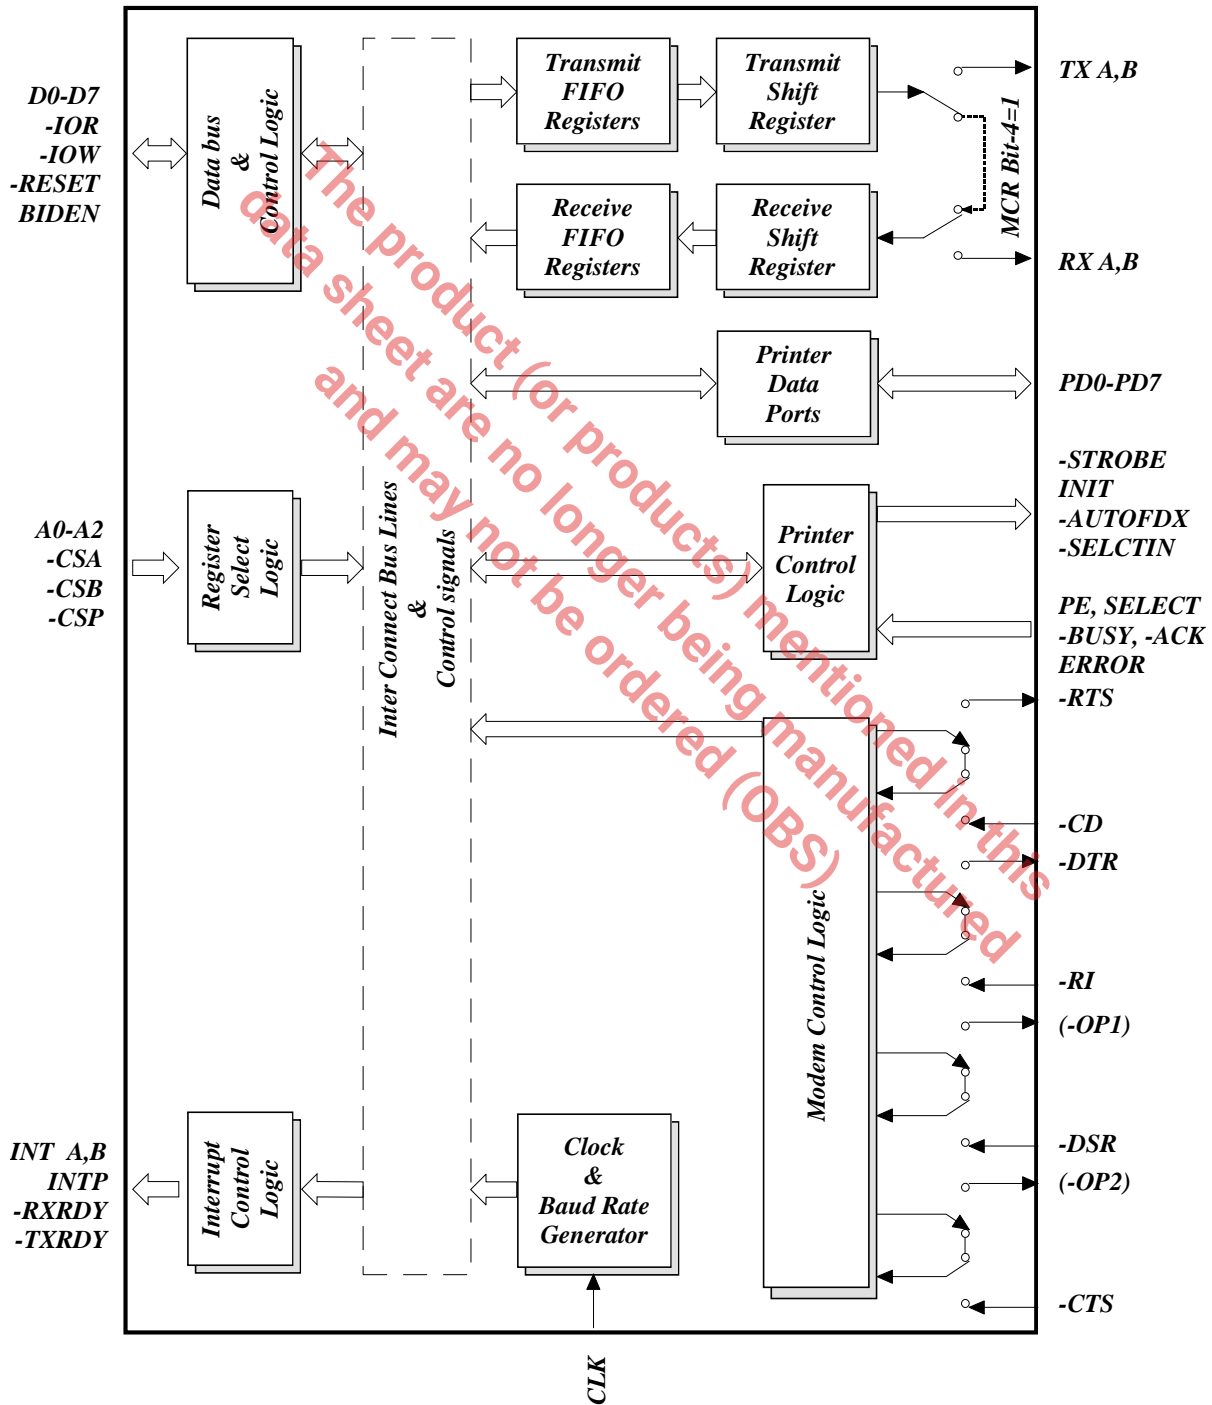 D0-D7
-IOR
-IOW
-RESET
BIDEN
Data bus
&
Control Logic
A0-A2
-CSA
-CSB
-CSP
Register
Select
Logic
INT A,B
INTP
-RXRDY
-TXRDY
Interrupt
Control
Logic
Inter Connect Bus Lines
&
Control signals
Transmit
FIFO
Registers
Transmit
Shift
Register
Receive
FIFO
Registers
Receive
Shift
Register
MCR Bit-4=1
TX A,B
RX A,B
Printer
Data
Ports
PD0-PD7
Printer
Control
Logic
-STROBE
INIT
-AUTOFDX
-SELCTIN
PE, SELECT
-BUSY, -ACK
ERROR
Modem Control Logic
-RTS
-CD
-DTR
-RI
(-OP1)
-DSR
(-OP2)
-CTS
Clock
&
Baud Rate
Generator
CLK
The product (or products) mentioned in this
data sheet are no longer being manufactured
and may not be ordered (OBS)